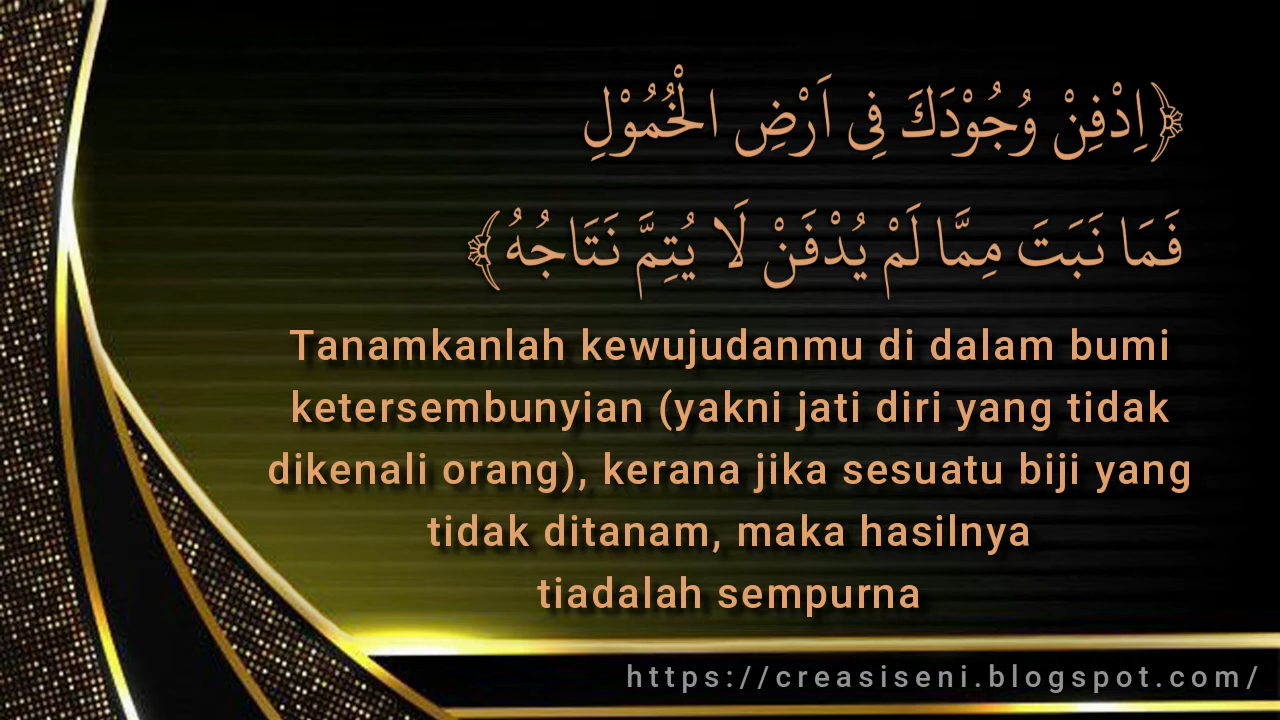 ﴿اِدْفِنْ وُجُوْدَكَ فِى اَرْضِ الْخُمُوْلِ
فَمَا نَبَتَ مِمَّا لَمْ يُدْفَنْ لَا يُتِمَّ نَتَاجُهُ﴾
Tanamkanlah kewujudanmu di dalam bumi
ketersembunyian (yakni jati diri yang tidak
dikenali orang), kerana jika sesuatu biji yang
tidak ditanam, maka hasilnya
tiadalah sempurna
https://creasiseni.blogspot.com/